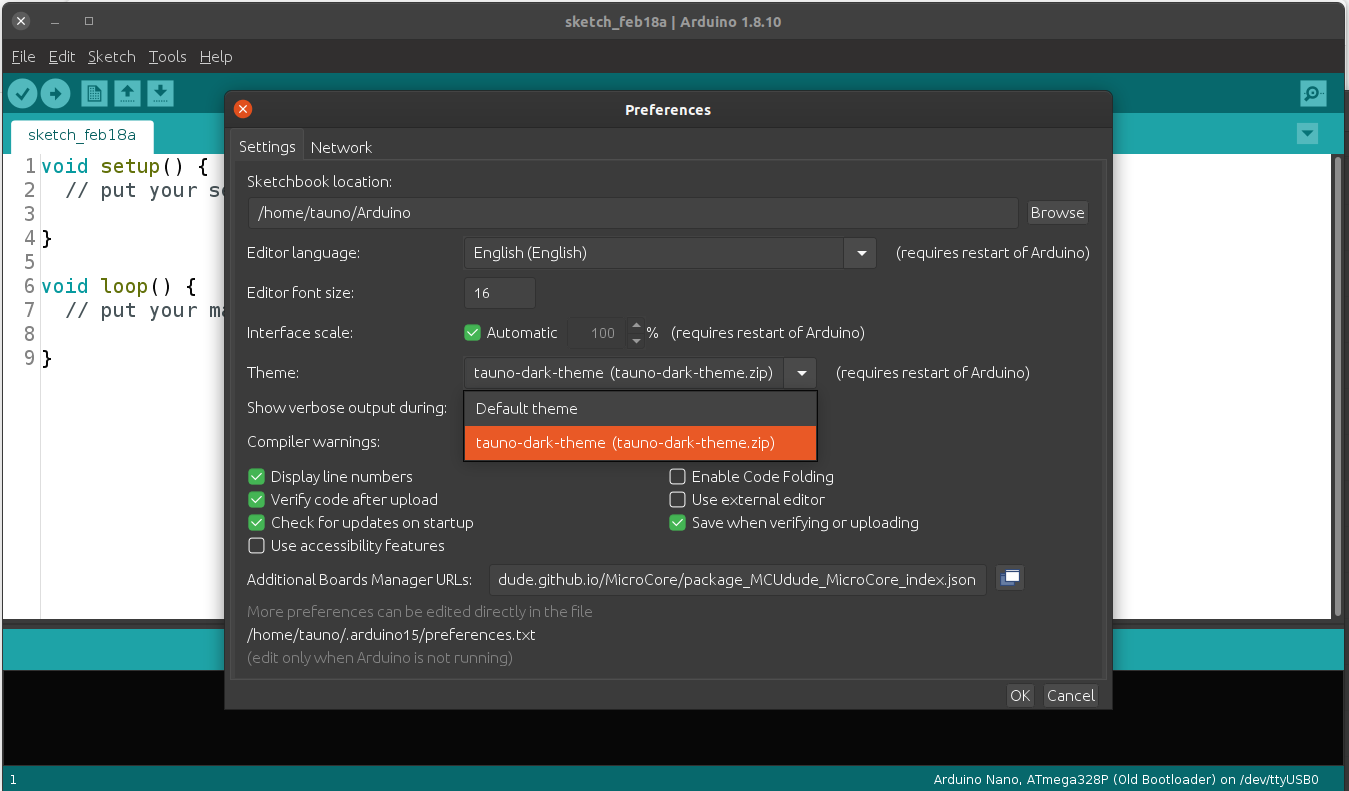 sketch_feb18a | Arduino 1.8.10
File Edit Sketch Tools Help
sketch_feb18a
1 void setup() {
2 // put your s
3
4 }
5
6 void loop() {
7 // put your m
8
9 }
Preferences
Settings Network
Sketchbook location:
/home/tauno/Arduino Browse
Editor language: English (English) (requires restart of Arduino)
Editor font size: 16
Interface scale: Automatic 100 % (requires restart of Arduino)
Theme: tauno-dark-theme (tauno-dark-theme.zip) (requires restart of Arduino)
Show verbose output during: Default theme
Compiler warnings: tauno-dark-theme (tauno-dark-theme.zip)
Display line numbers Enable Code Folding
Verify code after upload Use external editor
Check for updates on startup Save when verifying or uploading
Use accessibility features
Additional Boards Manager URLs: dude.github.io/MicroCore/package_MCUdude_MicroCore_index.json
More preferences can be edited directly in the file
/home/tauno/.arduino15/preferences.txt
(edit only when Arduino is not running)
OK Cancel
1 Arduino Nano, ATmega328P (Old Bootloader) on /dev/ttyUSB0